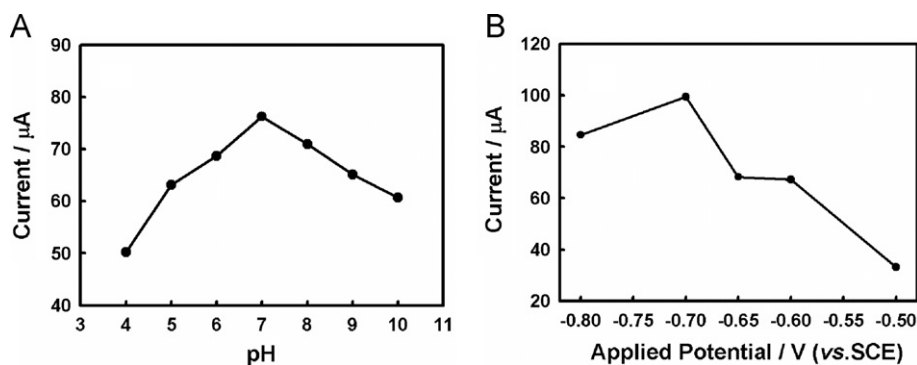 A
90
80
70
60
50
40
3 4 5 6 7 8 9 10 11
Current / μA
pH
B
120
100
80
60
40
20
-0.80 -0.75 -0.70 -0.65 -0.60 -0.55 -0.50
Current / μA
Applied Potential / V (vs.SCE)